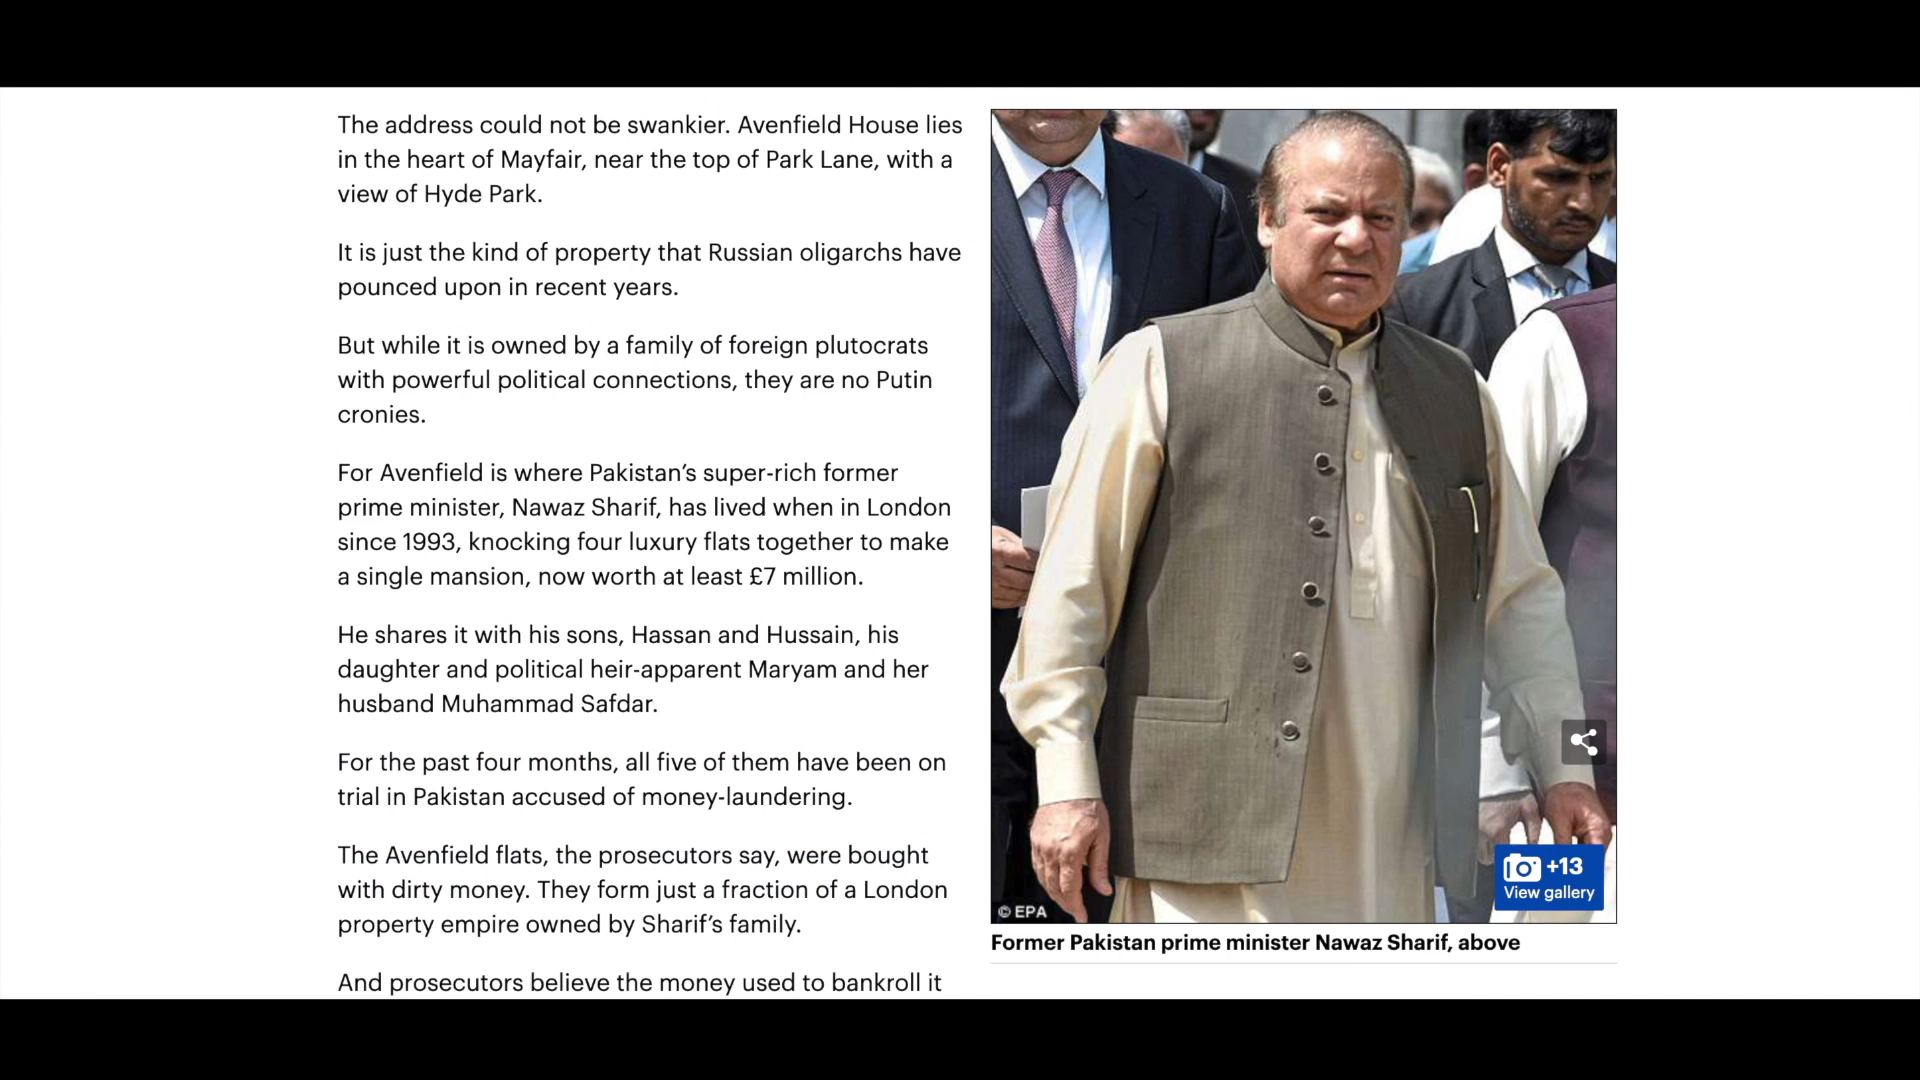 The address could not be swankier. Avenfield House lies
in the heart of Mayfair, near the top of Park Lane, with a
view of Hyde Park.
It is just the kind of property that Russian oligarchs have
pounced upon in recent years.
But while it is owned by a family of foreign plutocrats
with powerful political connections, they are no Putin
cronies.
For Avenfield is where Pakistan’s super-rich former
prime minister, Nawaz Sharif, has lived when in London
since 1993, knocking four luxury flats together to make
a single mansion, now worth at least £7 million.
He shares it with his sons, Hassan and Hussain, his
daughter and political heir-apparent Maryam and her
husband Muhammad Safdar.
For the past four months, all five of them have been on
trial in Pakistan accused of money-laundering.
The Avenfield flats, the prosecutors say, were bought
with dirty money. They form just a fraction of a London
property empire owned by Sharif’s family.
And prosecutors believe the money used to bankroll it
+13
View gallery
© EPA
Former Pakistan prime minister Nawaz Sharif, above